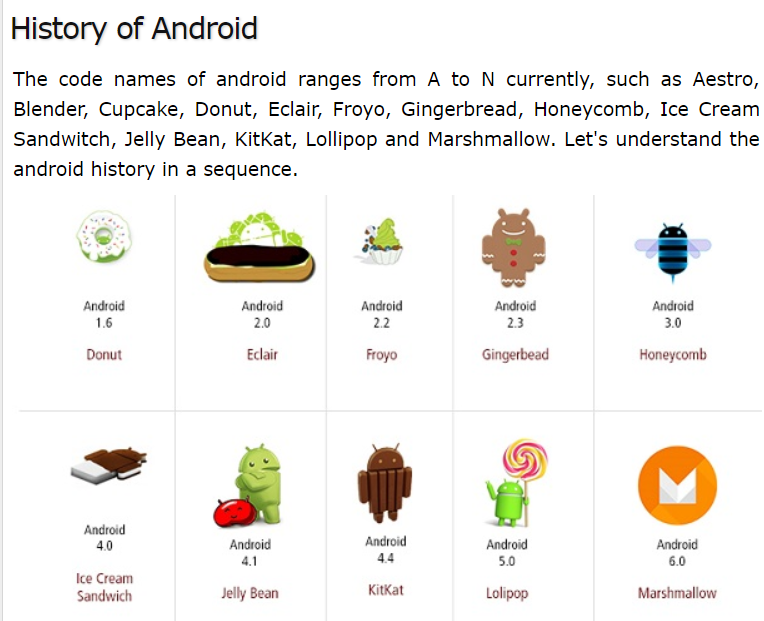 History of Android
The code names of android ranges from A to N currently, such as Aestro,
Blender, Cupcake, Donut, Eclair, Froyo, Gingerbread, Honeycomb, Ice Cream
Sandwitch, Jelly Bean, KitKat, Lollipop and Marshmallow. Let's understand the
android history in a sequence.
Android
1.6
Donut
Android
2.0
Eclair
Android
2.2
Froyo
Android
2.3
Gingerbead
Android
3.0
Honeycomb
Android
4.0
Ice Cream
Sandwich
Android
4.1
Jelly Bean
Android
4.4
KitKat
Android
5.0
Lolipop
Android
6.0
Marshmallow